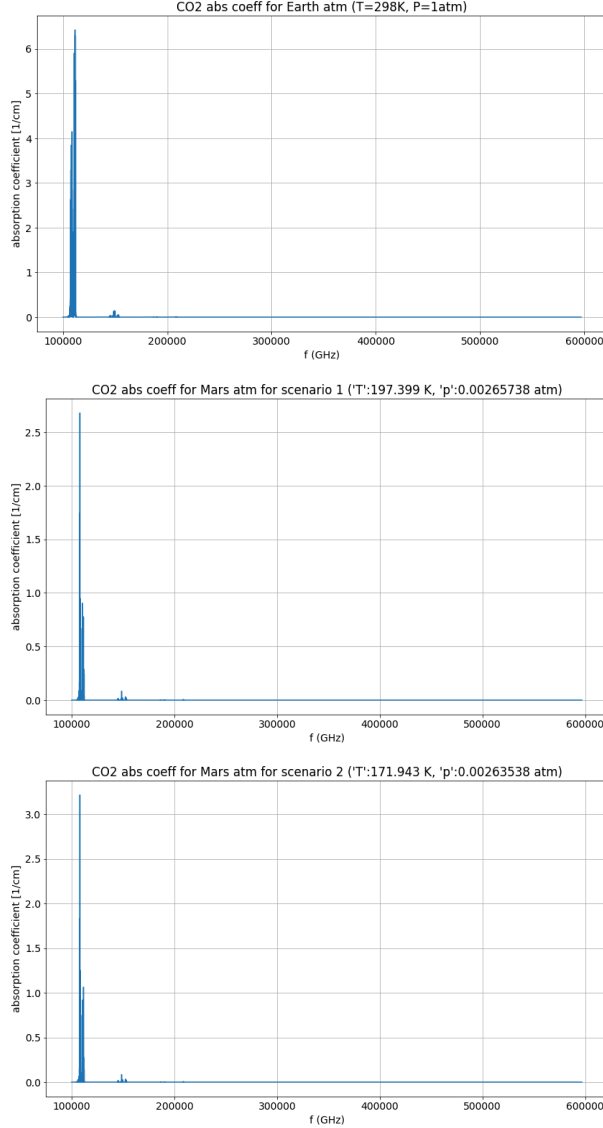 CO2 abs coeff for Earth atm (T=298K, P=1atm)
absorption coefficient [1/cm]
6
5
4
3
2
1
0
100000 200000 300000 400000 500000 600000
f (GHz)
CO2 abs coeff for Mars atm for scenario 1 ('T':197.399 K, 'p':0.00265738 atm)
absorption coefficient [1/cm]
2.5
2.0
1.5
1.0
0.5
0.0
100000 200000 300000 400000 500000 600000
f (GHz)
CO2 abs coeff for Mars atm for scenario 2 ('T':171.943 K, 'p':0.00263538 atm)
absorption coefficient [1/cm]
3.0
2.5
2.0
1.5
1.0
0.5
0.0
100000 200000 300000 400000 500000 600000
f (GHz)